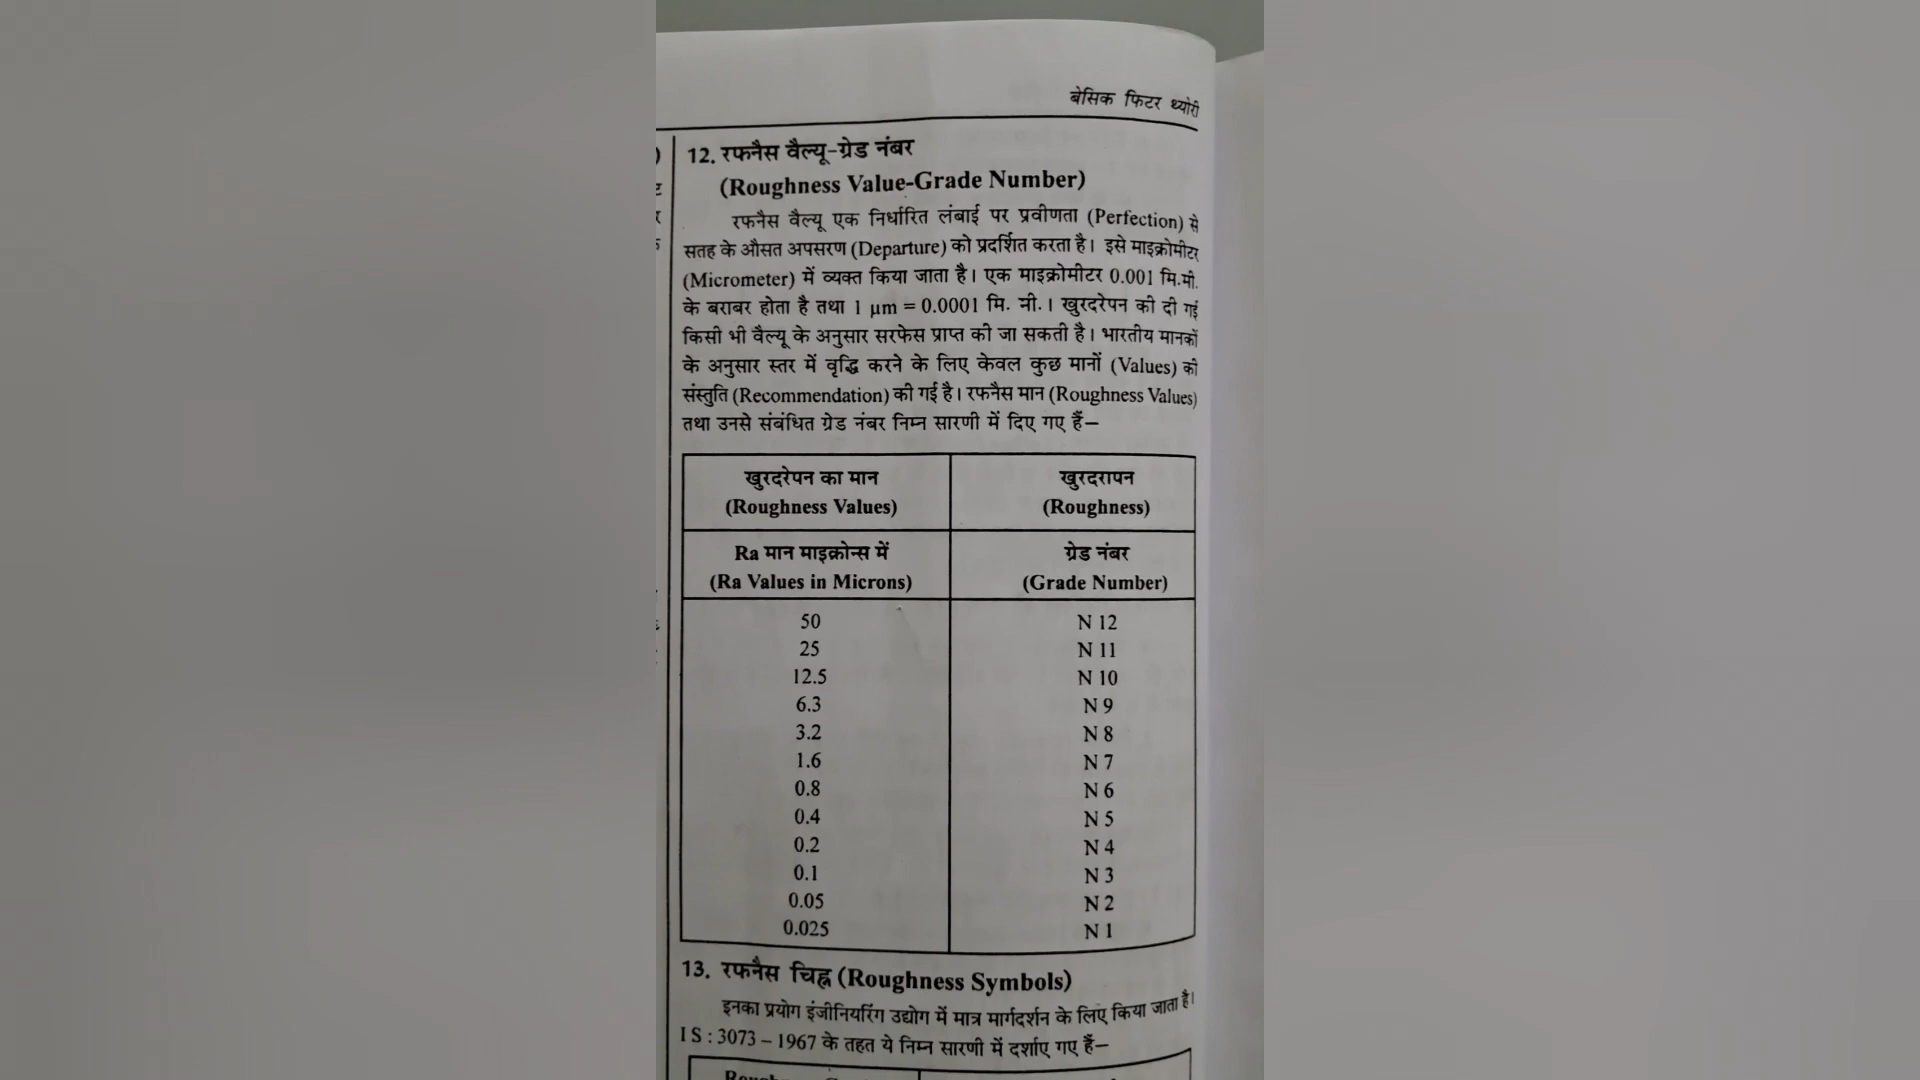 बेसिक फिटर थ्योरी
12. रफनैस वैल्यू-ग्रेड नंबर
(Roughness Value-Grade Number)
रफनैस वैल्यू एक निर्धारित लंबाई पर प्रवीणता (Perfection) से
सतह के औसत अपसरण (Departure) को प्रदर्शित करता है। इसे माइक्रोमीटर
(Micrometer) में व्यक्त किया जाता है। एक माइक्रोमीटर 0.001 मि.मी.
के बराबर होता है तथा 1 µm = 0.0001 मि. मी.। खुरदरेपन की दी गई
किसी भी वैल्यू के अनुसार सरफेस प्राप्त की जा सकती है। भारतीय मानकों
के अनुसार स्तर में वृद्धि करने के लिए केवल कुछ मानों (Values) की
संस्तुति (Recommendation) की गई है। रफनैस मान (Roughness Values)
तथा उनसे संबंधित ग्रेड नंबर निम्न सारणी में दिए गए हैं—
खुरदरेपन का मान खुरदरापन
(Roughness Values) (Roughness)
Ra मान माइक्रोन्स में ग्रेड नंबर
(Ra Values in Microns) (Grade Number)
50 N 12
25 N 11
12.5 N 10
6.3 N 9
3.2 N 8
1.6 N 7
0.8 N 6
0.4 N 5
0.2 N 4
0.1 N 3
0.05 N 2
0.025 N 1
13. रफनैस चिह्न (Roughness Symbols)
इनका प्रयोग इंजीनियरिंग उद्योग में मात्र मार्गदर्शन के लिए किया जाता है।
I S : 3073 – 1967 के तहत ये निम्न सारणी में दर्शाए गए हैं—